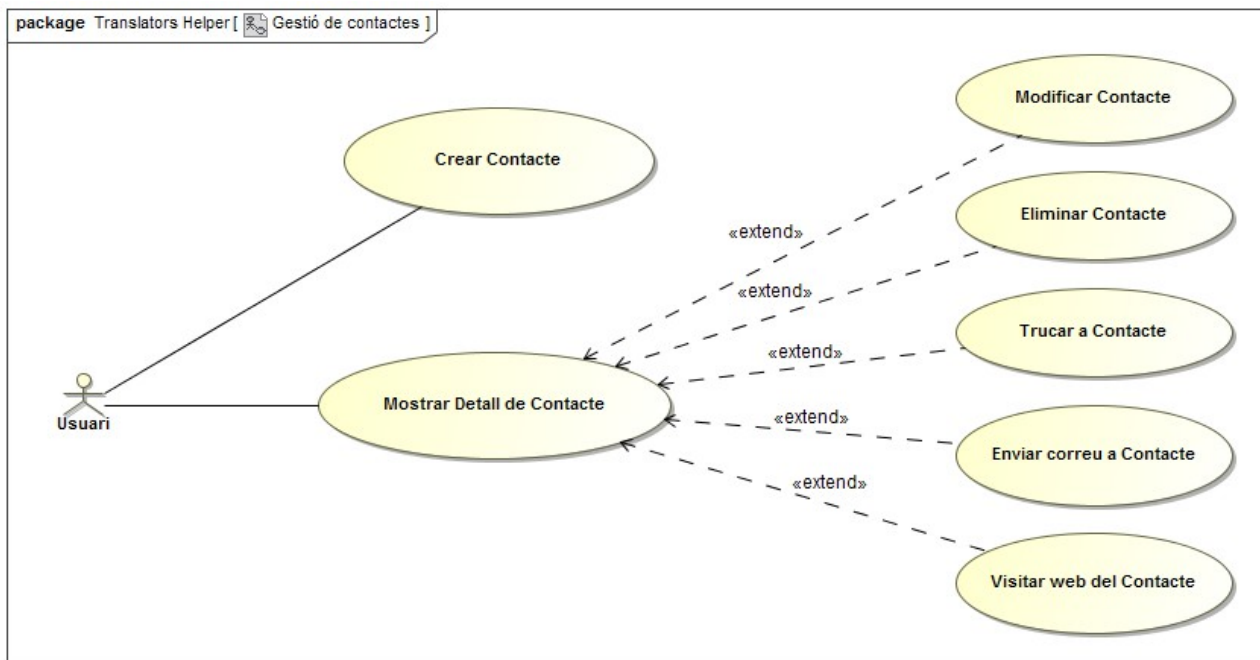 package Translators Helper [ Gestió de contactes ]
Modificar Contacte
Crear Contacte
Eliminar Contacte
«extend»
«extend»
Trucar a Contacte
«extend»
Mostrar Detall de Contacte
Usuari
«extend»
Enviar correu a Contacte
«extend»
Visitar web del Contacte